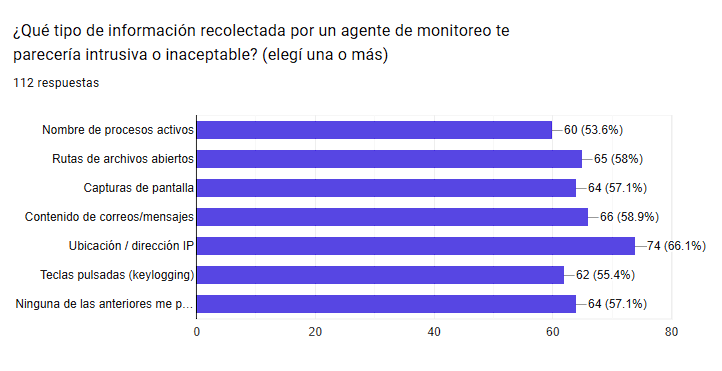 ¿Qué tipo de información recolectada por un agente de monitoreo te
parecería intrusiva o inaceptable? (elegí una o más)
112 respuestas
Nombre de procesos activos 60 (53.6%)
Rutas de archivos abiertos 65 (58%)
Capturas de pantalla 64 (57.1%)
Contenido de correos/mensajes 66 (58.9%)
Ubicación / dirección IP 74 (66.1%)
Teclas pulsadas (keylogging) 62 (55.4%)
Ninguna de las anteriores me p... 64 (57.1%)
0 20 40 60 80